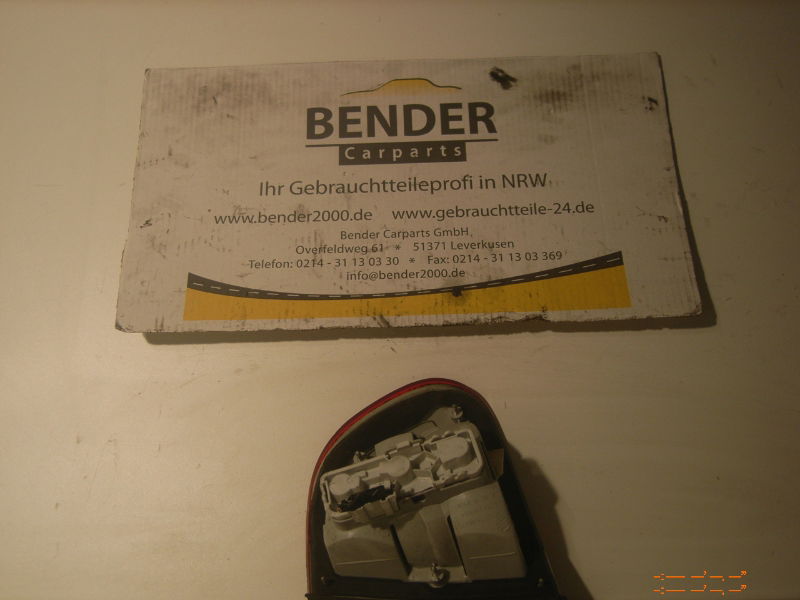 BENDER
Carparts
Ihr Gebrauchtteileprofi in NRW
www.bender2000.de www.gebrauchtteile-24.de
Bender Carparts GmbH
Overfeldweg 61 * 51371 Leverkusen
Telefon: 0214 - 31 13 03 30 * Fax: 0214 - 31 13 03 369
info@bender2000.de